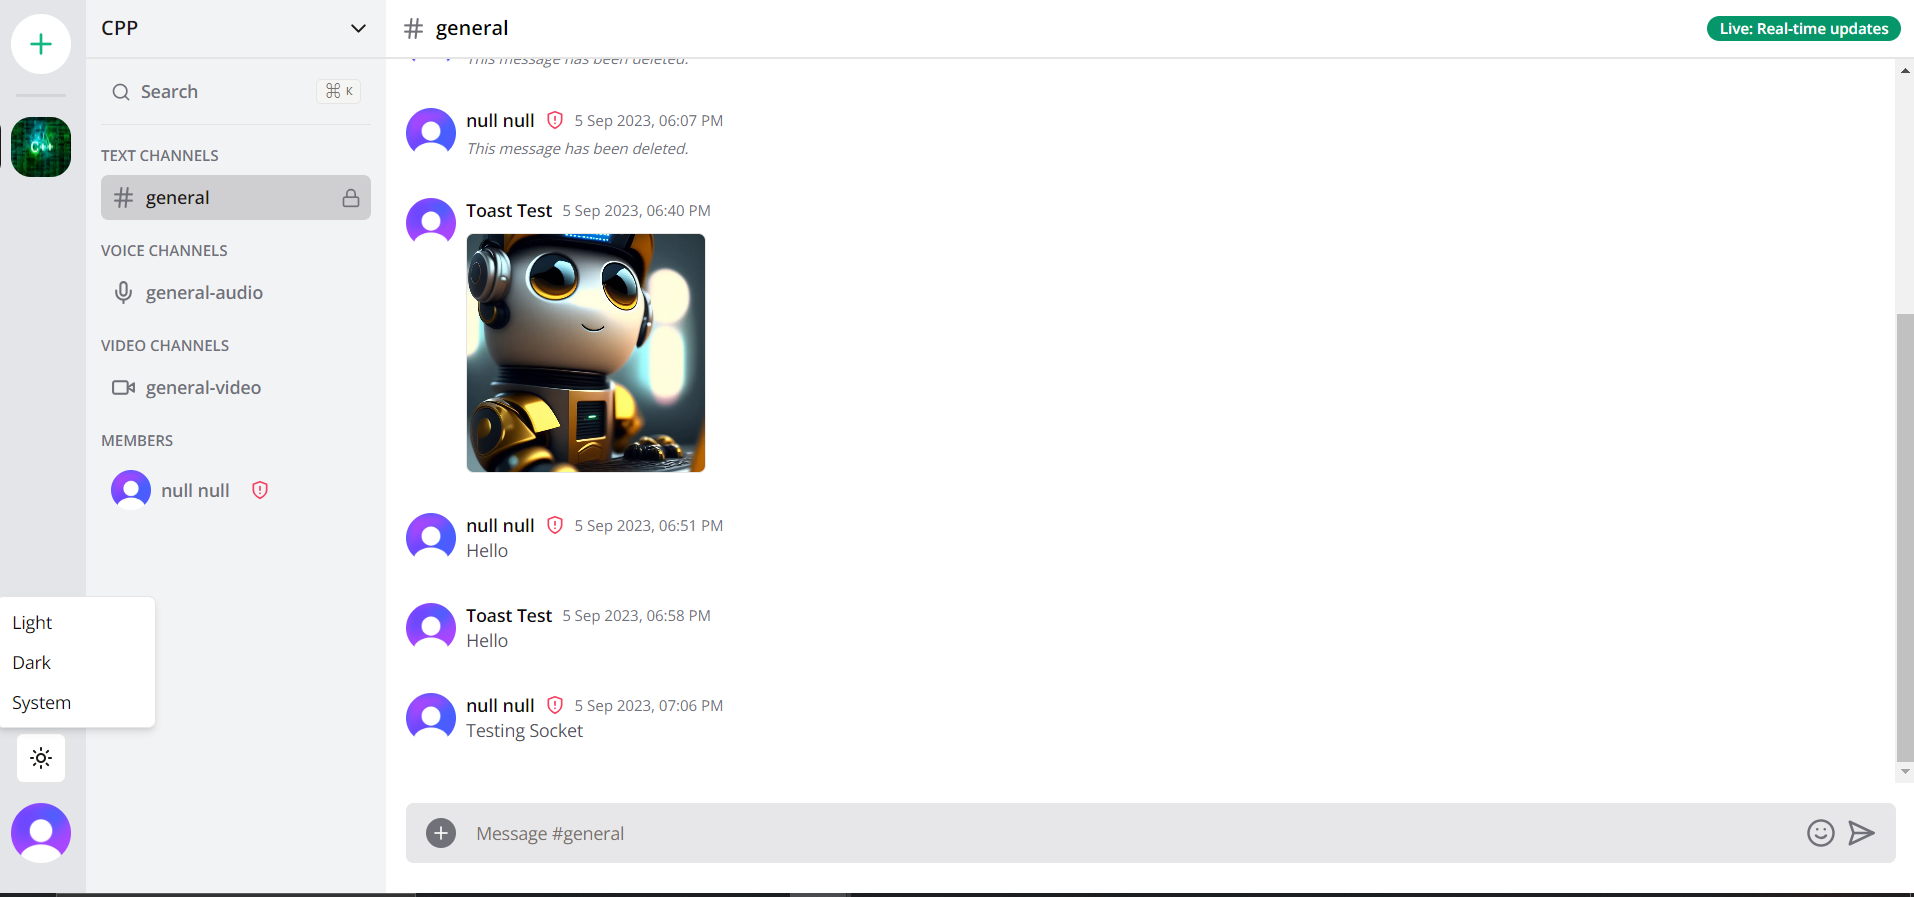 CPP
Search
⌘ K
TEXT CHANNELS
general
VOICE CHANNELS
general-audio
VIDEO CHANNELS
general-video
MEMBERS
null null
Light
Dark
System
C++
# general
Live: Real-time updates
This message has been deleted.
null null 5 Sep 2023, 06:07 PM
This message has been deleted.
Toast Test 5 Sep 2023, 06:40 PM
null null 5 Sep 2023, 06:51 PM
Hello
Toast Test 5 Sep 2023, 06:58 PM
Hello
null null 5 Sep 2023, 07:06 PM
Testing Socket
Message #general